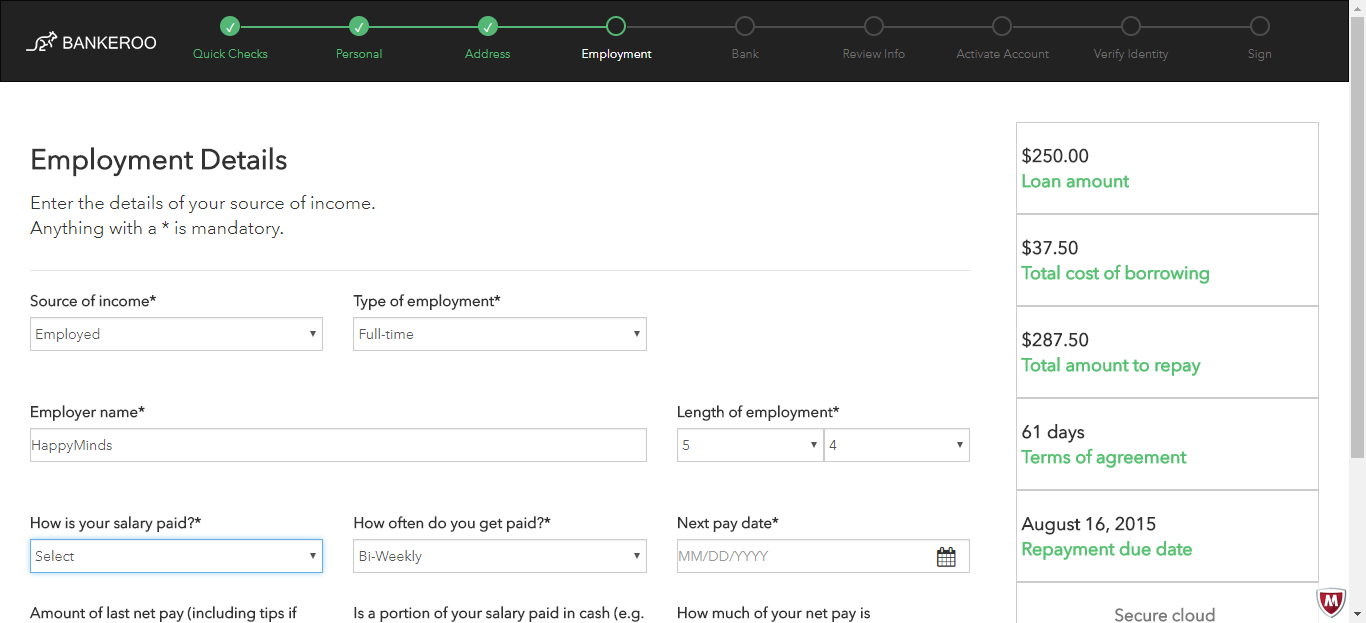 BANKEROO
Quick Checks
Personal
Address
Employment
Bank
Review Info
Activate Account
Verify Identity
Sign
Employment Details
Enter the details of your source of income.
Anything with a * is mandatory.
Source of income*
Type of employment*
Employed
Full-time
Employer name*
Length of employment*
HappyMinds
5
4
How is your salary paid?*
How often do you get paid?*
Next pay date*
Select
Bi-Weekly
MM/DD/YYYY
Amount of last net pay (including tips if
Is a portion of your salary paid in cash (e.g.
How much of your net pay is
$250.00
Loan amount
$37.50
Total cost of borrowing
$287.50
Total amount to repay
61 days
Terms of agreement
August 16, 2015
Repayment due date
Secure cloud